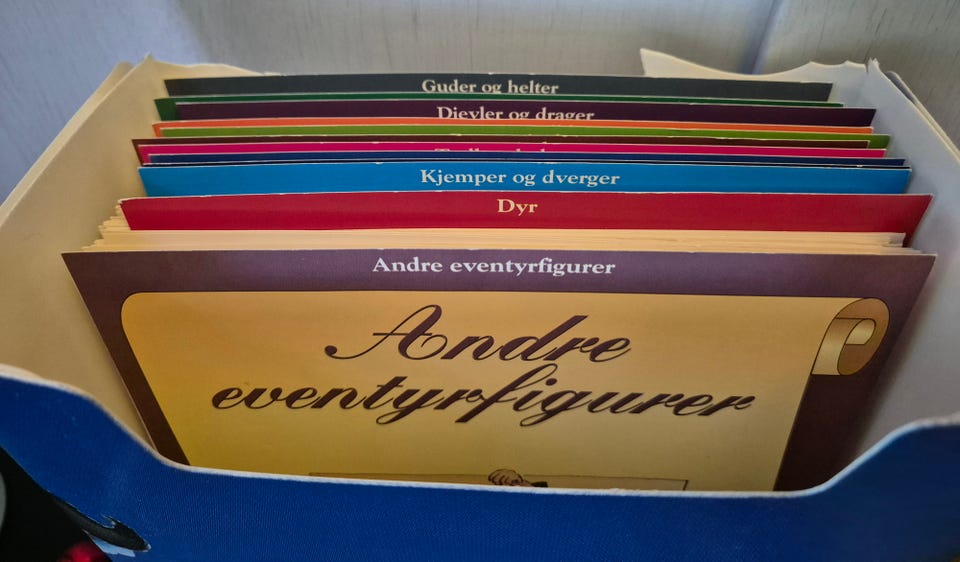 Guder og helter
Djevler og drager
Kjemper og dverger
Dyr
Andre eventyrfigurer
Andre
eventyrfigurer